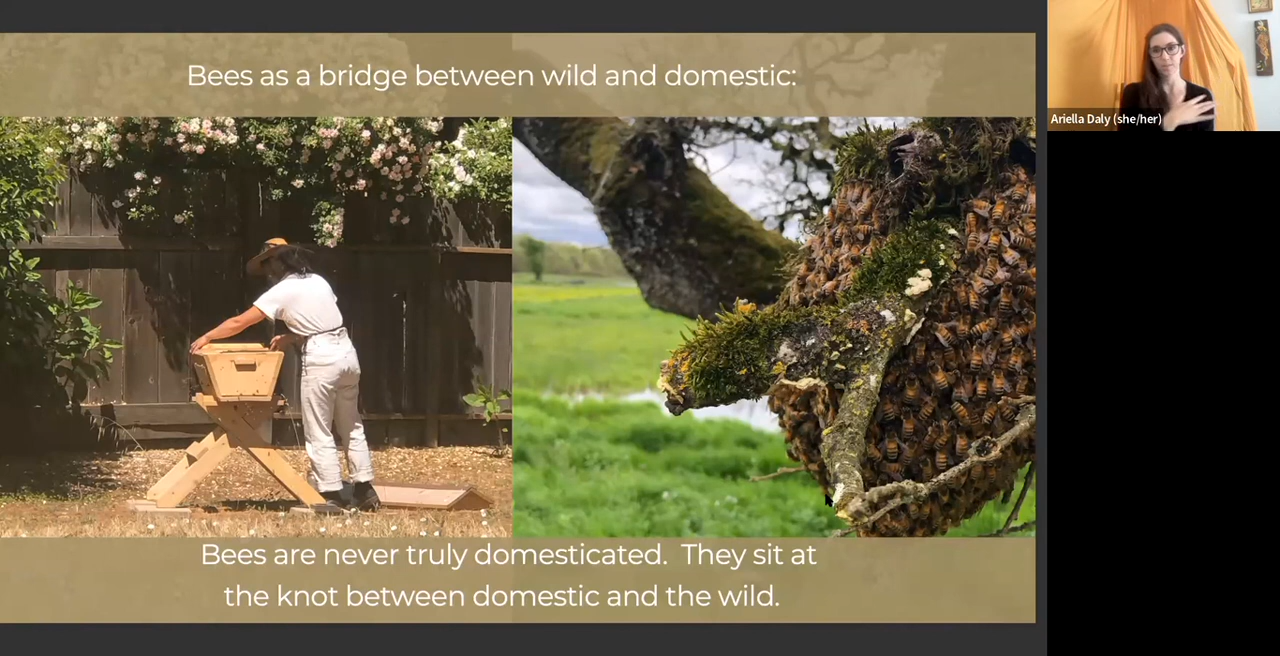 Bees as a bridge between wild and domestic:
Ariella Daly (she/her)
Bees are never truly domesticated. They sit at
the knot between domestic and the wild.